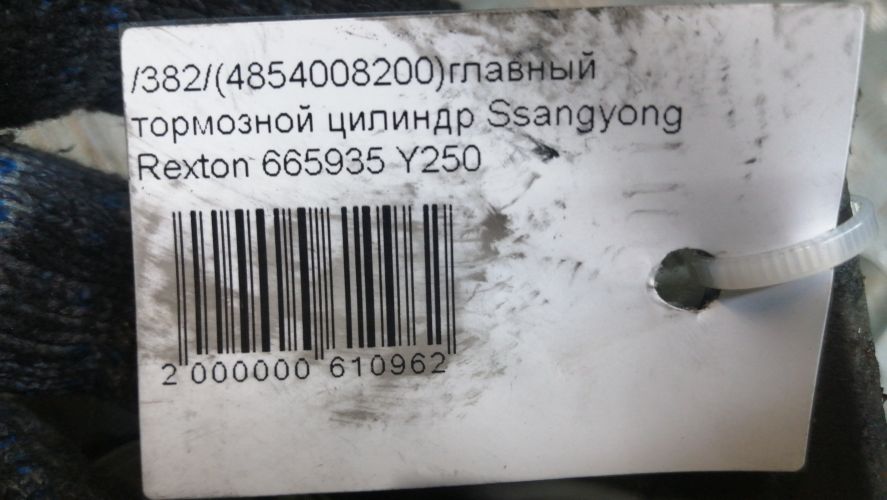 /382/(4854008200)главный
тормозной цилиндр Ssangyong
Rexton 665935 Y250
2 000000 610962